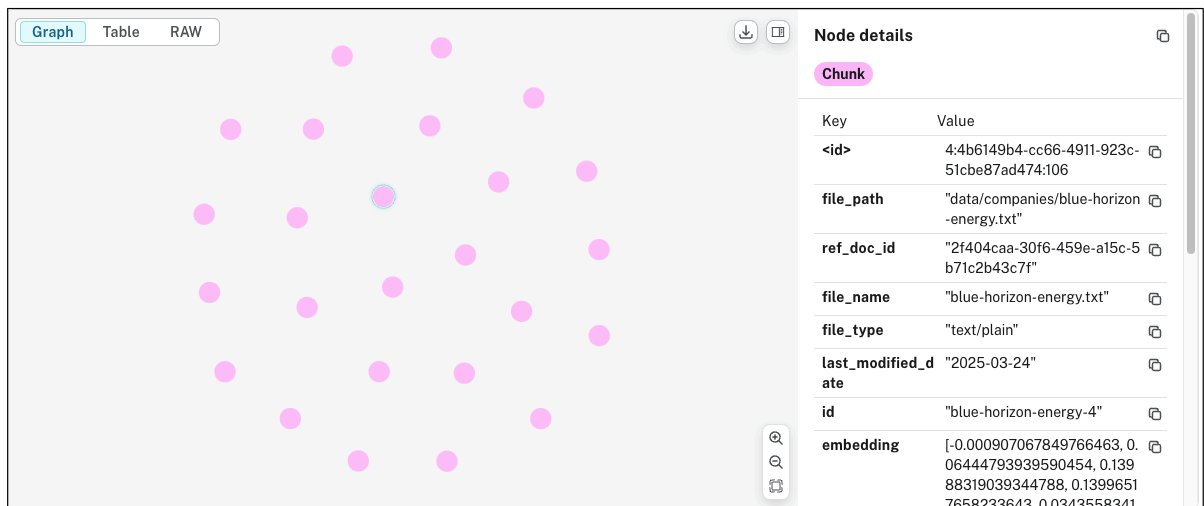 Graph Table RAW
Node details
Chunk
Key Value
<id> 4:4b6149b4-cc66-4911-923c-
51cbe87ad474:106
file_path "data/companies/blue-horizon
-energy.txt"
ref_doc_id "2f404caa-30f6-459e-a15c-5
b71c2b43c7f"
file_name "blue-horizon-energy.txt"
file_type "text/plain"
last_modified_d "2025-03-24"
ate
id "blue-horizon-energy-4"
embedding [-0.000907067849766463, 0.
06444793939590454, 0.139
88319039344788, 0.1399651
7658233643, 0.0343558341